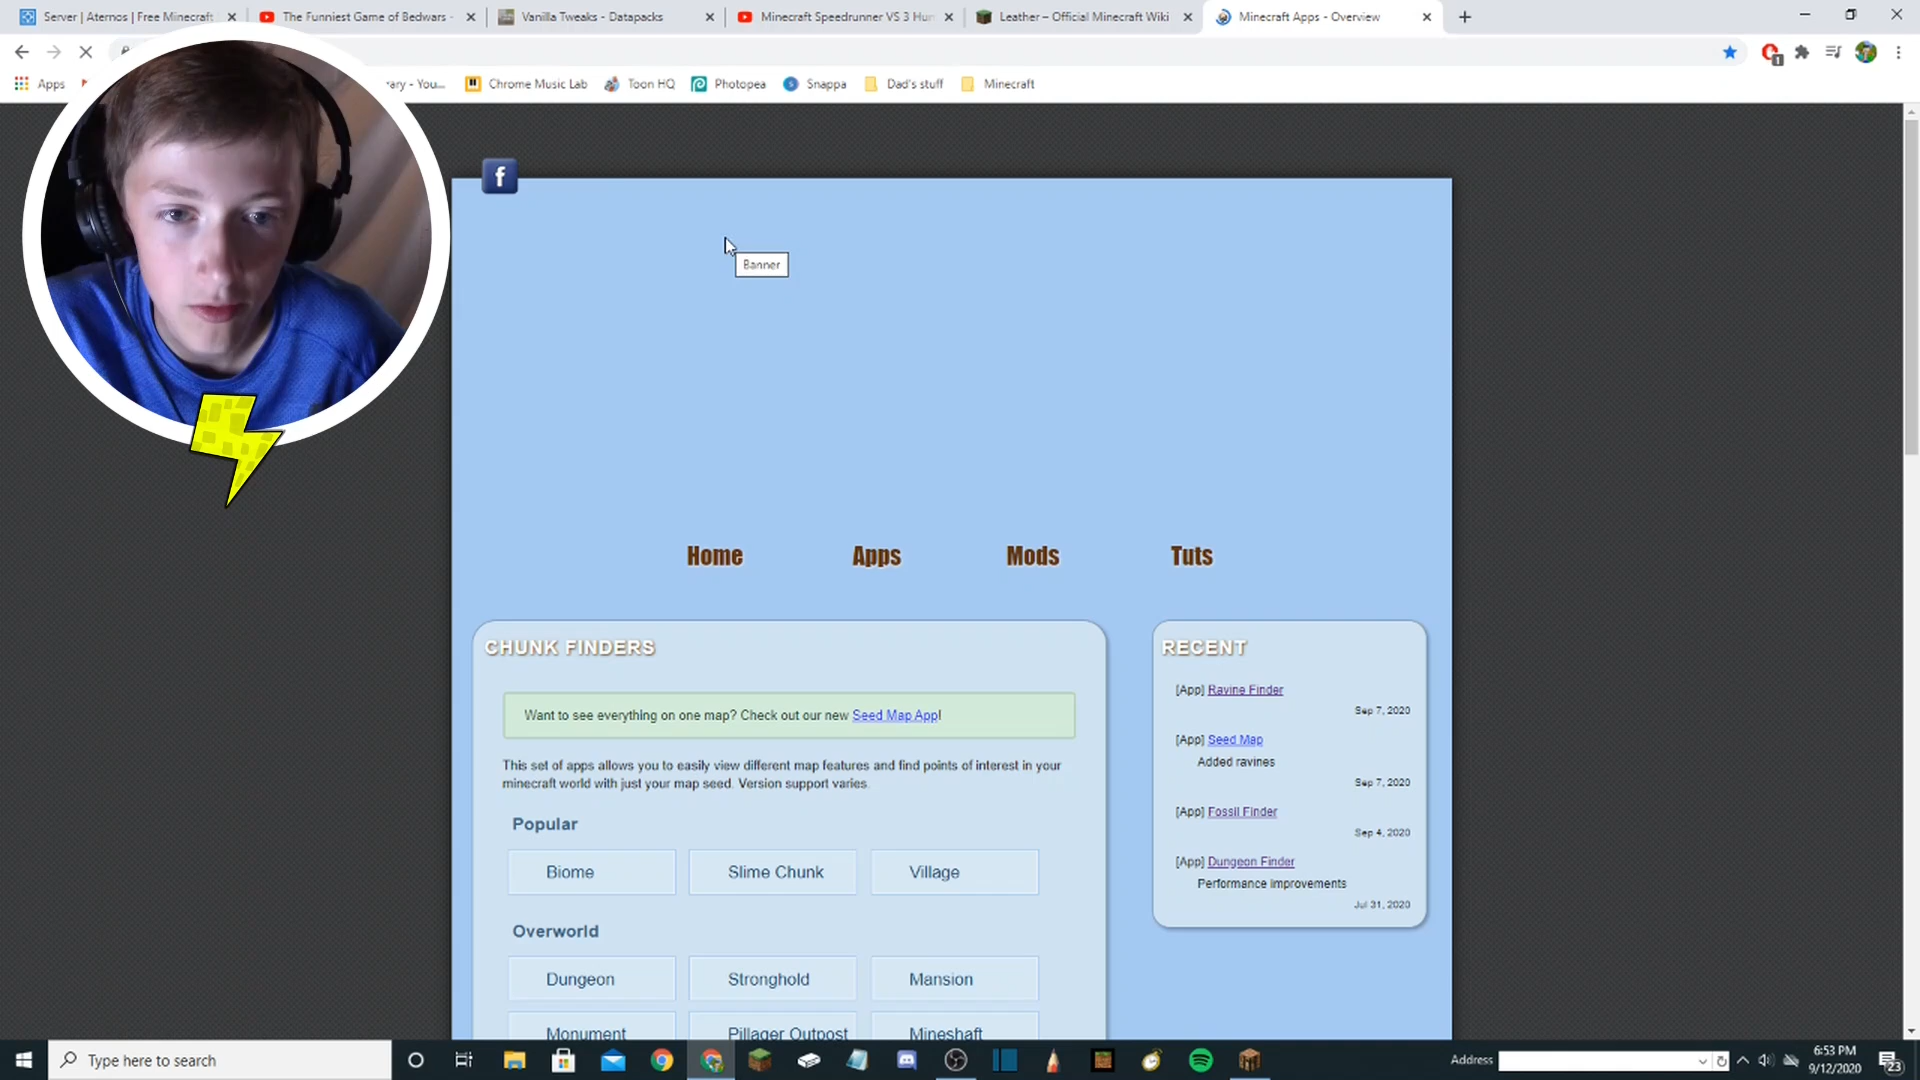 Server | Aternos | Free Minecraft
The Funniest Game of Bedwars -
Vanilla Tweaks - Datapacks
Minecraft Speedrunner VS 3 Hun
Leather – Official Minecraft Wiki
Minecraft Apps - Overview
Apps
rary - You...
Chrome Music Lab
Toon HQ
Photopea
Snappa
Dad's stuff
Minecraft
f
Banner
Home
Apps
Mods
Tuts
CHUNK FINDERS
Want to see everything on one map? Check out our new Seed Map App!
This set of apps allows you to easily view different map features and find points of interest in your
minecraft world with just your map seed. Version support varies.
Popular
Biome
Slime Chunk
Village
Overworld
Dungeon
Stronghold
Mansion
Monument
Pillager Outpost
Mineshaft
RECENT
[App] Ravine Finder
Sep 7, 2020
[App] Seed Map
Added ravines
Sep 7, 2020
[App] Fossil Finder
Sep 4, 2020
[App] Dungeon Finder
Performance improvements
Jul 31, 2020
Type here to search
Address
6:53 PM
9/12/2020
23